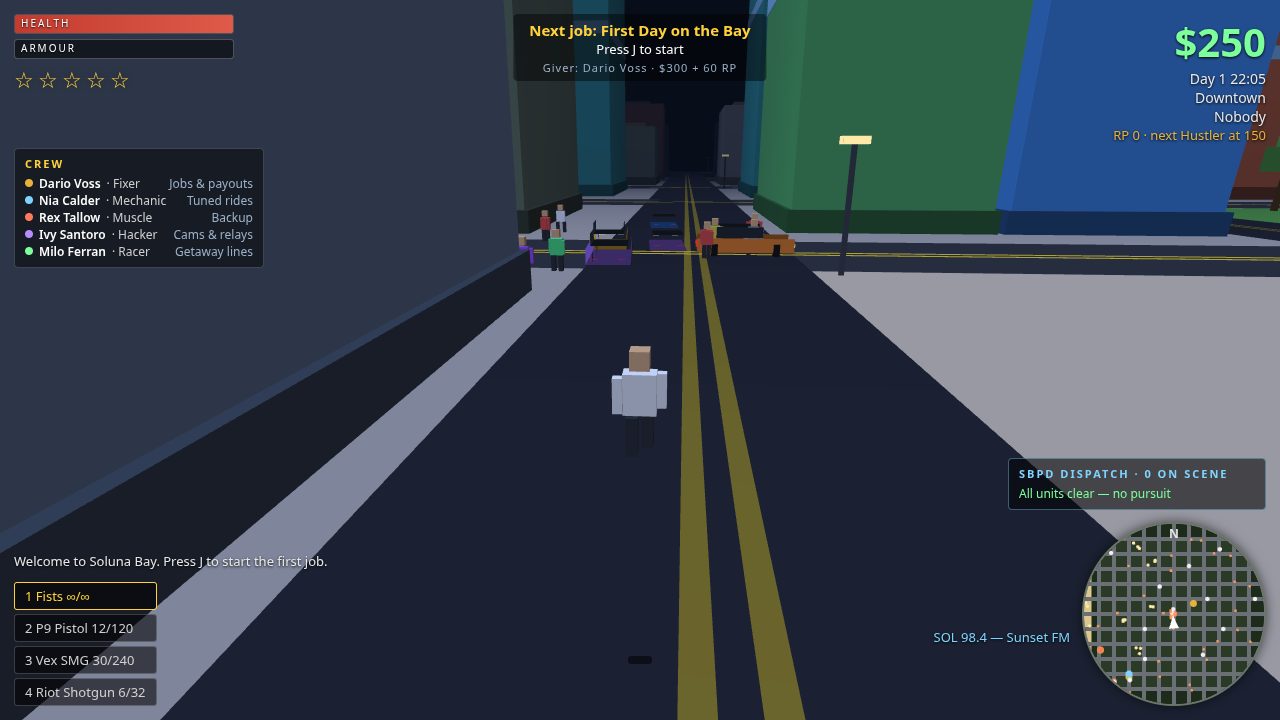 HEALTH
ARMOUR
☆ ☆ ☆ ☆ ☆
Next job: First Day on the Bay
Press J to start
Giver: Dario Voss · $300 + 60 RP
$250
Day 1 22:05
Downtown
Nobody
RP 0 · next Hustler at 150
CREW
Dario Voss · Fixer Jobs & payouts
Nia Calder · Mechanic Tuned rides
Rex Tallow · Muscle Backup
Ivy Santoro · Hacker Cams & relays
Milo Ferran · Racer Getaway lines
SBPD DISPATCH · 0 ON SCENE
All units clear — no pursuit
N
Welcome to Soluna Bay. Press J to start the first job.
1 Fists ∞/∞
2 P9 Pistol 12/120
3 Vex SMG 30/240
4 Riot Shotgun 6/32
SOL 98.4 — Sunset FM